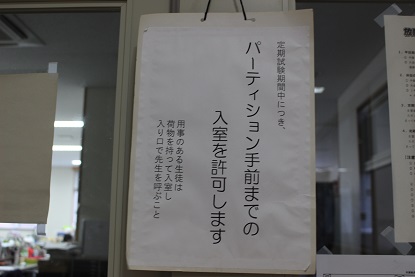 定期試験期間中につき、
パーティション手前までの
入室を許可します
用事のある生徒は
荷物を持って入室し
入り口で先生を呼ぶこと